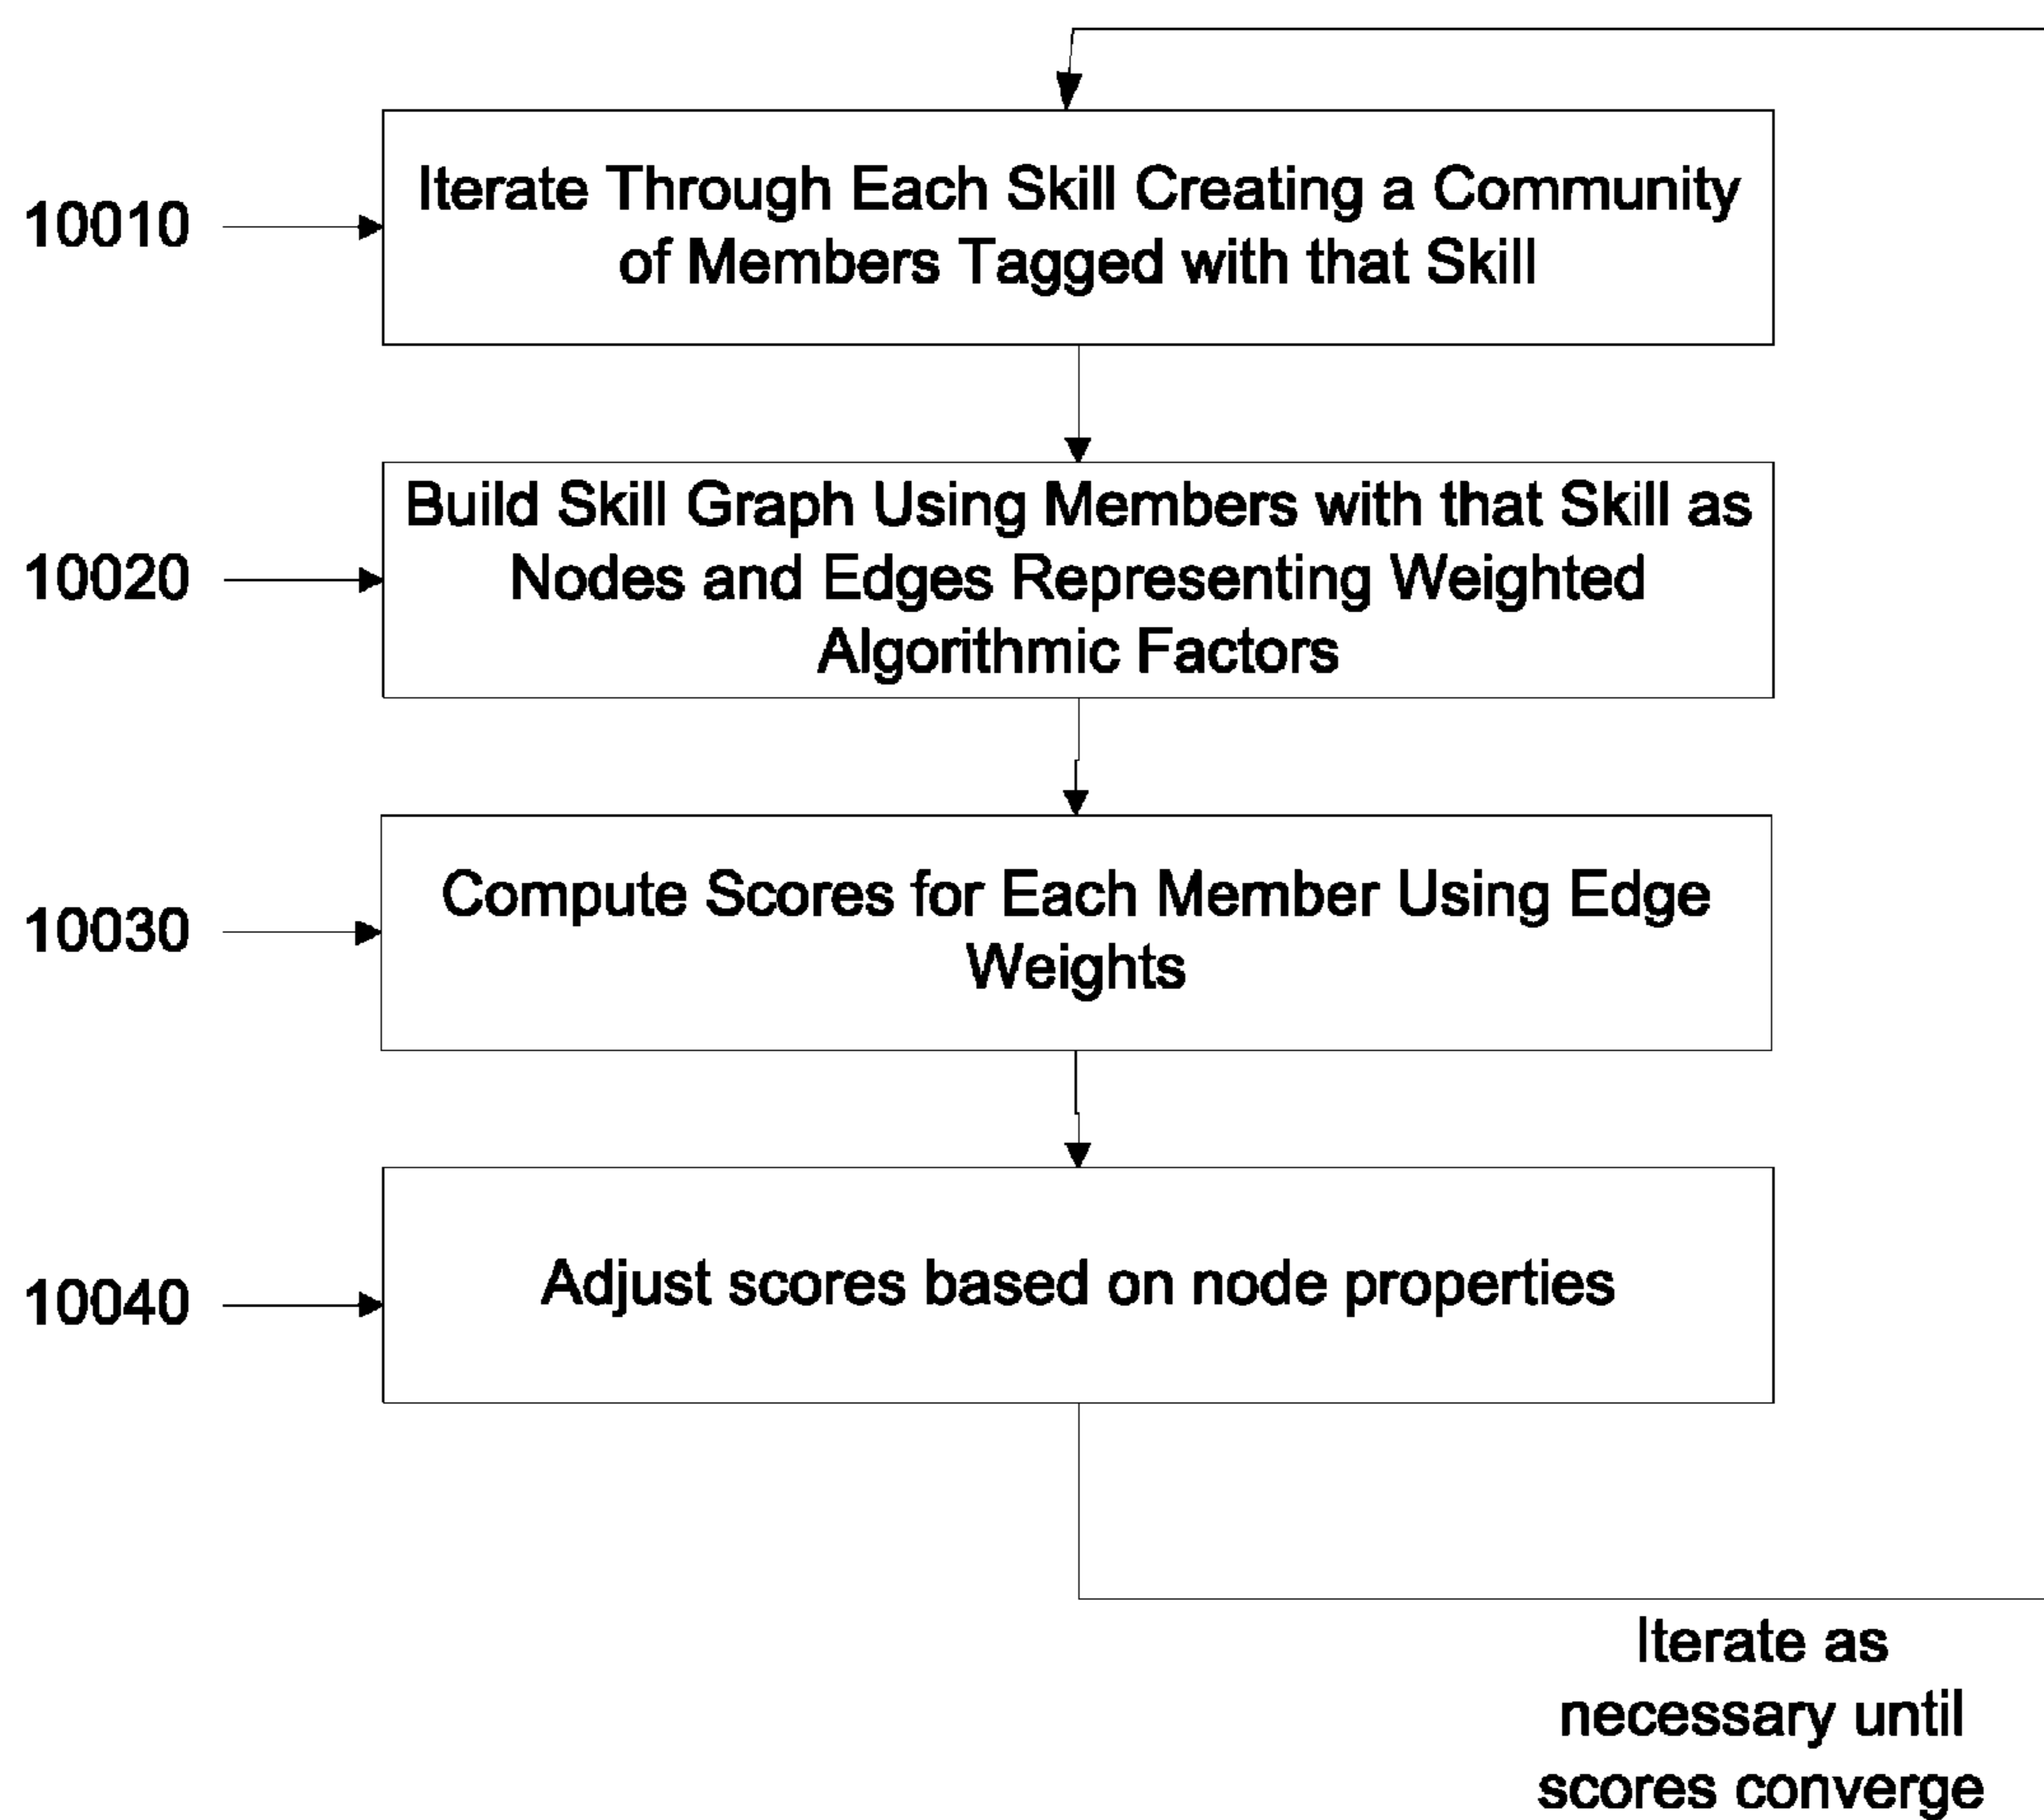 10010
Iterate Through Each Skill Creating a Community
of Members Tagged with that Skill
10020
Build Skill Graph Using Members with that Skill as
Nodes and Edges Representing Weighted
Algorithmic Factors
10030
Compute Scores for Each Member Using Edge
Weights
10040
Adjust scores based on node properties
Iterate as
necessary until
scores converge